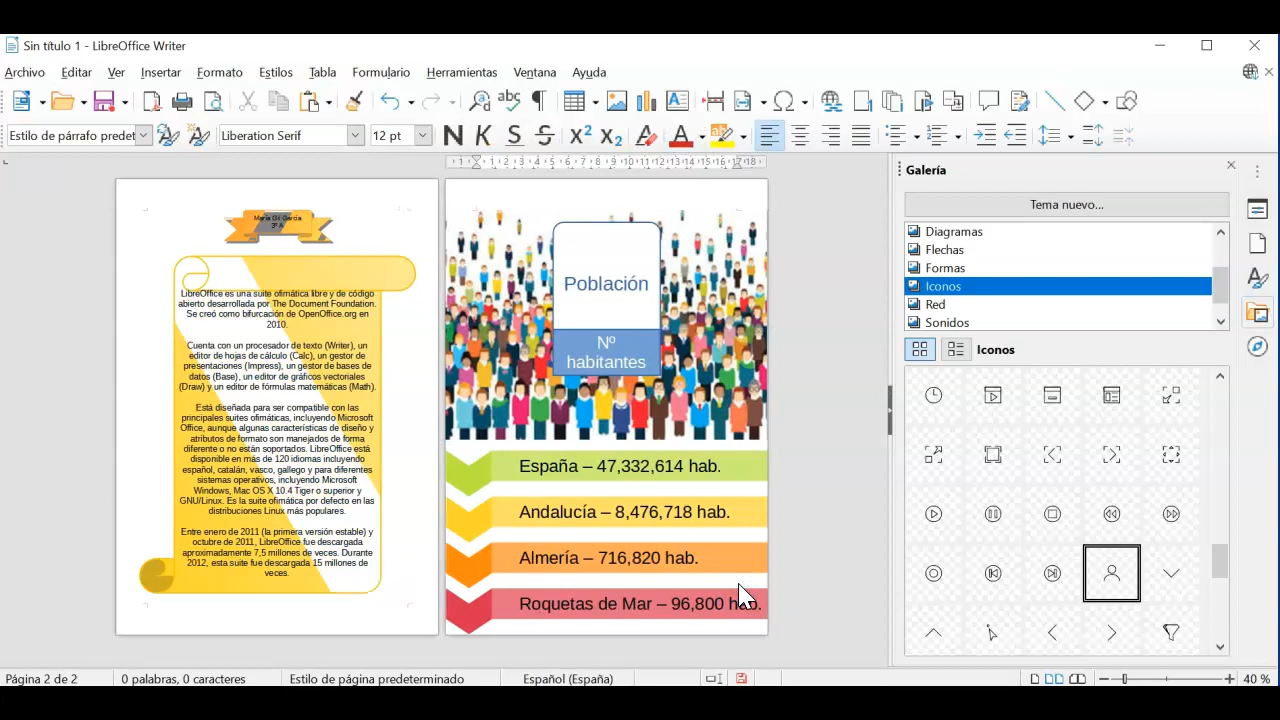 Sin título 1 - LibreOffice Writer
Archivo Editar Ver Insertar Formato Estilos Tabla Formulario Herramientas Ventana Ayuda
Estilo de párrafo predet Liberation Serif 12 pt N K S S X² X₂
María Gil García
3º A
LibreOffice es una suite ofimática libre y de código
abierto desarrollada por The Document Foundation.
Se creó como bifurcación de OpenOffice.org en
2010.
Cuenta con un procesador de texto (Writer), un
editor de hojas de cálculo (Calc), un gestor de
presentaciones (Impress), un gestor de bases de
datos (Base), un editor de gráficos vectoriales
(Draw) y un editor de fórmulas matemáticas (Math).
Está diseñada para ser compatible con las
principales suites ofimáticas, incluyendo Microsoft
Office, aunque algunas características de diseño y
atributos de formato son manejados de forma
diferente o no están soportados. LibreOffice está
disponible en más de 120 idiomas incluyendo
español, catalán, vasco, gallego y para diferentes
sistemas operativos, incluyendo Microsoft
Windows, Mac OS X 10.4 Tiger o superior y
GNU/Linux. Es la suite ofimática por defecto en las
distribuciones Linux más populares.
Entre enero de 2011 (la primera versión estable) y
octubre de 2011, LibreOffice fue descargada
aproximadamente 7,5 millones de veces. Durante
2012, esta suite fue descargada 15 millones de
veces.
Población
Nº
habitantes
España – 47,332,614 hab.
Andalucía – 8,476,718 hab.
Almería – 716,820 hab.
Roquetas de Mar – 96,800 hab.
Galería
Tema nuevo...
Diagramas
Flechas
Formas
Iconos
Red
Sonidos
Iconos
Página 2 de 2 0 palabras, 0 caracteres Estilo de página predeterminado Español (España) 40 %